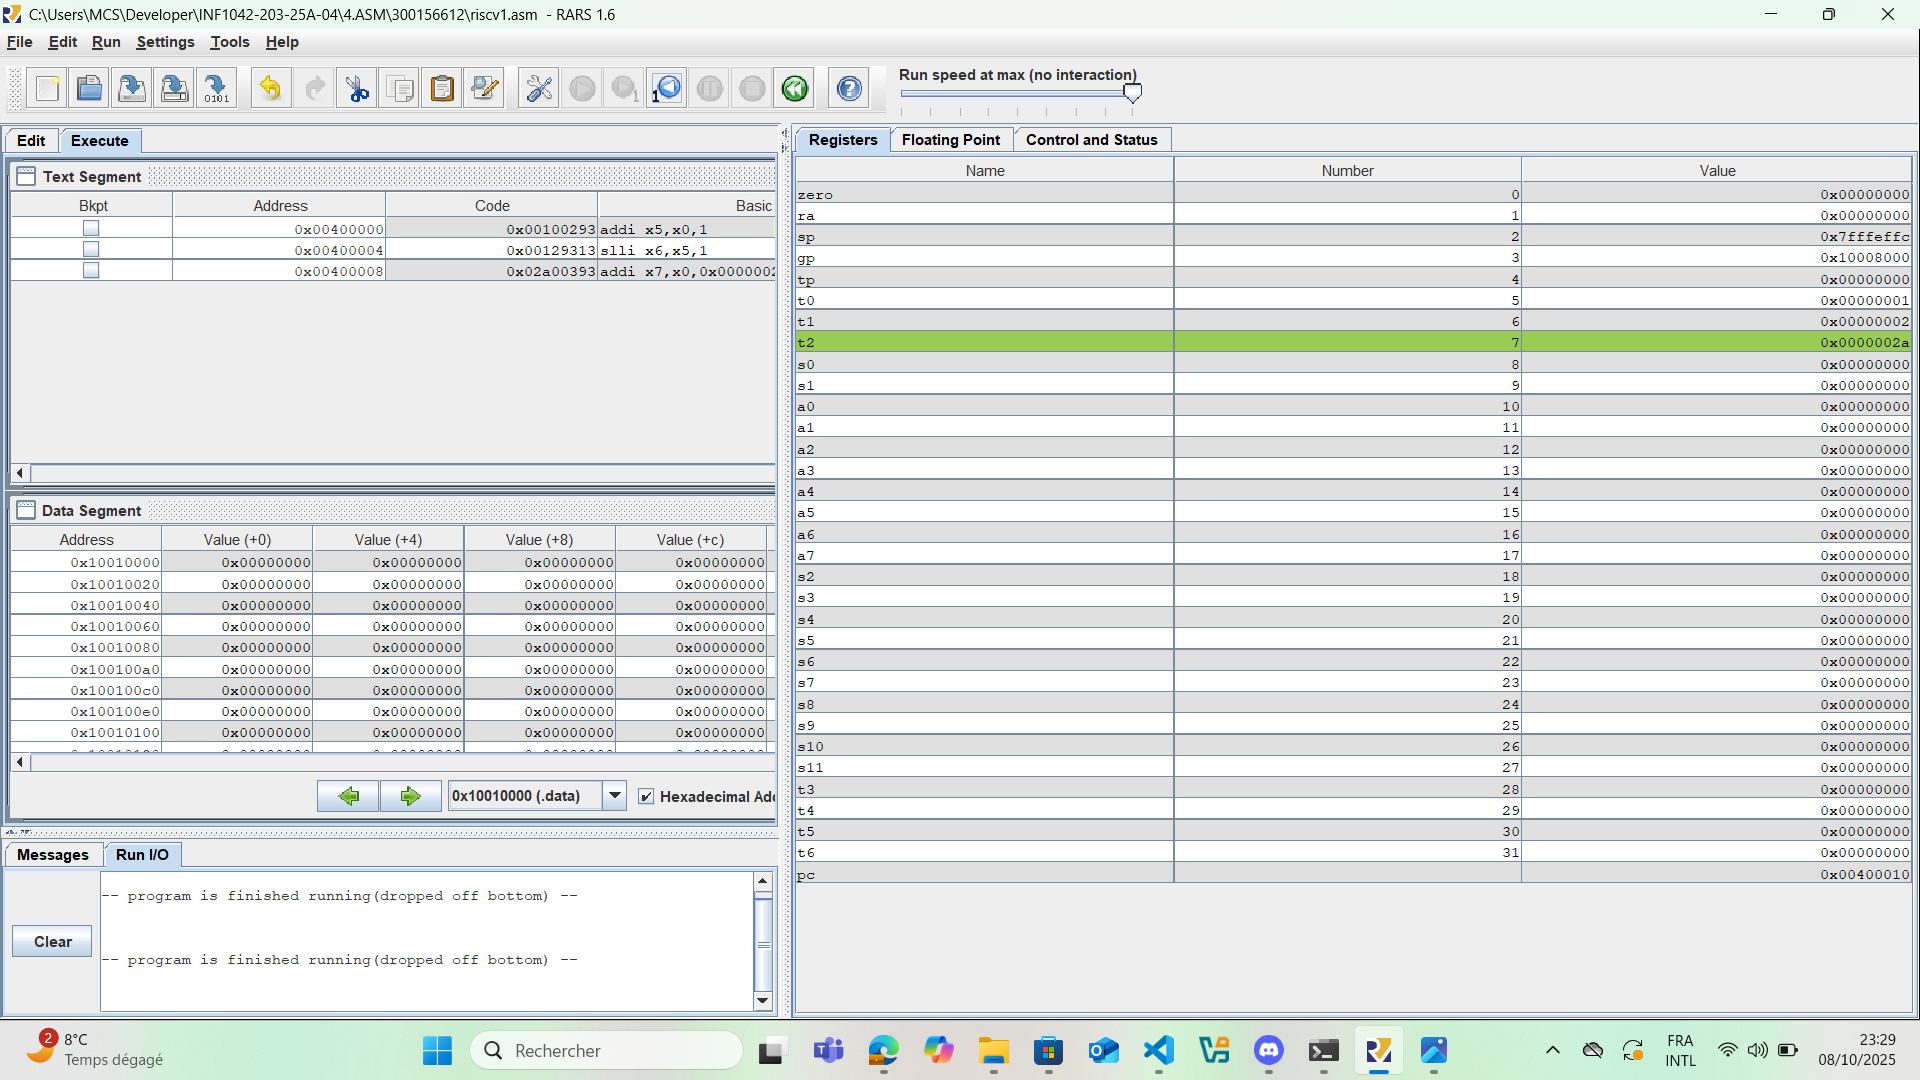 C:\Users\MCS\Developer\INF1042-203-25A-04\4.ASM\300156612\riscv1.asm - RARS 1.6
File Edit Run Settings Tools Help
Run speed at max (no interaction)
Edit Execute
Text Segment
Bkpt Address Code Basic
0x00400000 0x00100293 addi x5,x0,1
0x00400004 0x00129313 slli x6,x5,1
0x00400008 0x02a00393 addi x7,x0,0x0000002
Data Segment
Address Value (+0) Value (+4) Value (+8) Value (+c)
0x10010000 0x00000000 0x00000000 0x00000000 0x00000000
0x10010020 0x00000000 0x00000000 0x00000000 0x00000000
0x10010040 0x00000000 0x00000000 0x00000000 0x00000000
0x10010060 0x00000000 0x00000000 0x00000000 0x00000000
0x10010080 0x00000000 0x00000000 0x00000000 0x00000000
0x100100a0 0x00000000 0x00000000 0x00000000 0x00000000
0x100100c0 0x00000000 0x00000000 0x00000000 0x00000000
0x100100e0 0x00000000 0x00000000 0x00000000 0x00000000
0x10010100 0x00000000 0x00000000 0x00000000 0x00000000
0x10010000 (.data) Hexadecimal Ad
Messages Run I/O
Clear
-- program is finished running(dropped off bottom) --
-- program is finished running(dropped off bottom) --
Registers Floating Point Control and Status
Name Number Value
zero 0 0x00000000
ra 1 0x00000000
sp 2 0x7fffeffc
gp 3 0x10008000
tp 4 0x00000000
t0 5 0x00000001
t1 6 0x00000002
t2 7 0x0000002a
s0 8 0x00000000
s1 9 0x00000000
a0 10 0x00000000
a1 11 0x00000000
a2 12 0x00000000
a3 13 0x00000000
a4 14 0x00000000
a5 15 0x00000000
a6 16 0x00000000
a7 17 0x00000000
s2 18 0x00000000
s3 19 0x00000000
s4 20 0x00000000
s5 21 0x00000000
s6 22 0x00000000
s7 23 0x00000000
s8 24 0x00000000
s9 25 0x00000000
s10 26 0x00000000
s11 27 0x00000000
t3 28 0x00000000
t4 29 0x00000000
t5 30 0x00000000
t6 31 0x00000000
pc 0x00400010
2
8°C
Temps dégagé
Rechercher
FRA
INTL
23:29
08/10/2025